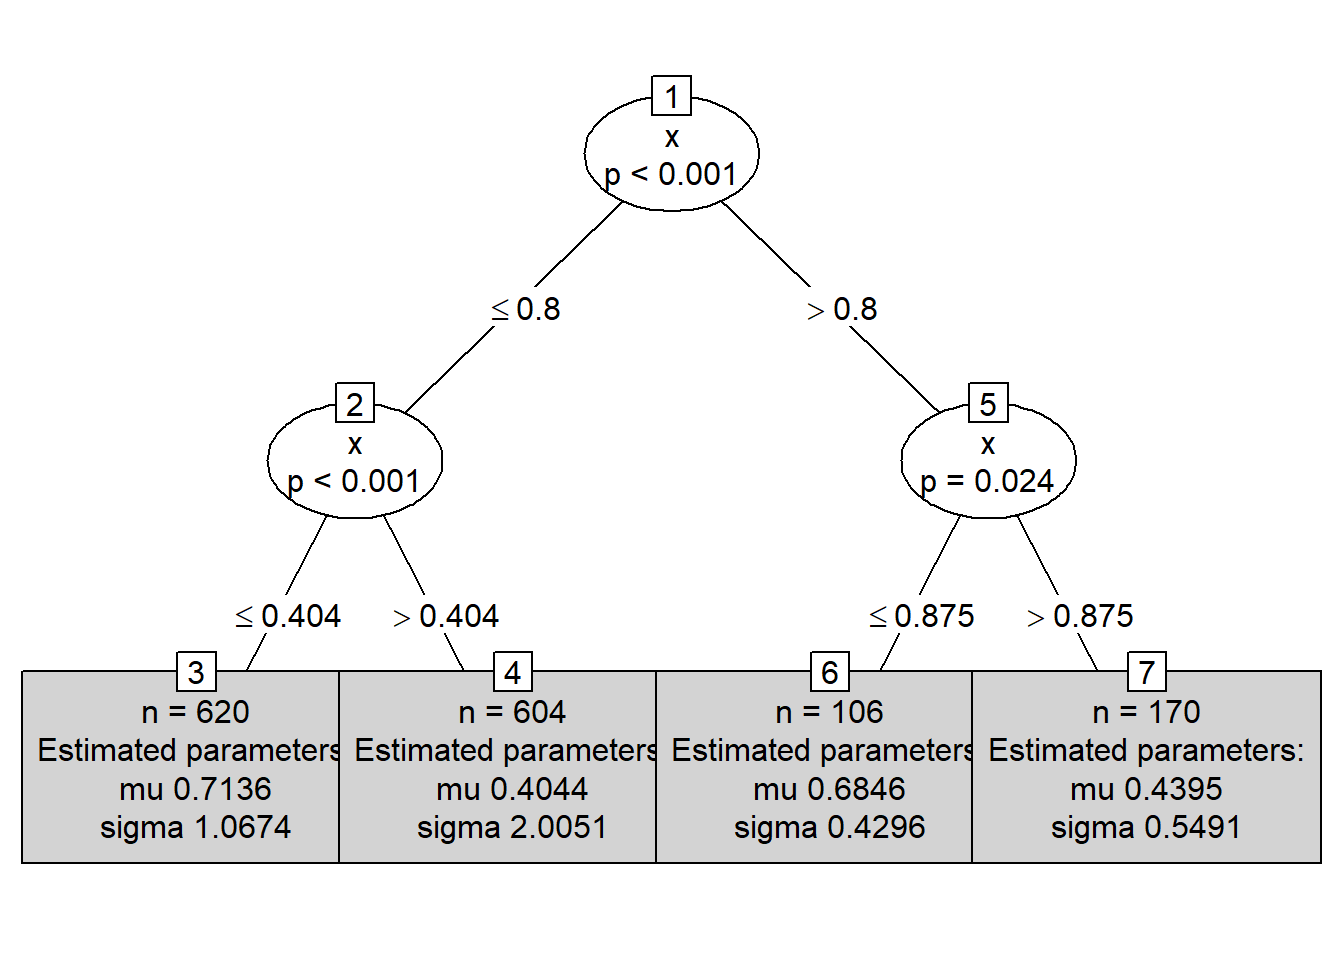 1
x
p < 0.001
≤ 0.8
> 0.8
2
x
p < 0.001
5
x
p = 0.024
≤ 0.404
> 0.404
≤ 0.875
> 0.875
3
n = 620
Estimated parameters
mu 0.7136
sigma 1.0674
4
n = 604
Estimated parameters
mu 0.4044
sigma 2.0051
6
n = 106
Estimated parameters
mu 0.6846
sigma 0.4296
7
n = 170
Estimated parameters:
mu 0.4395
sigma 0.5491